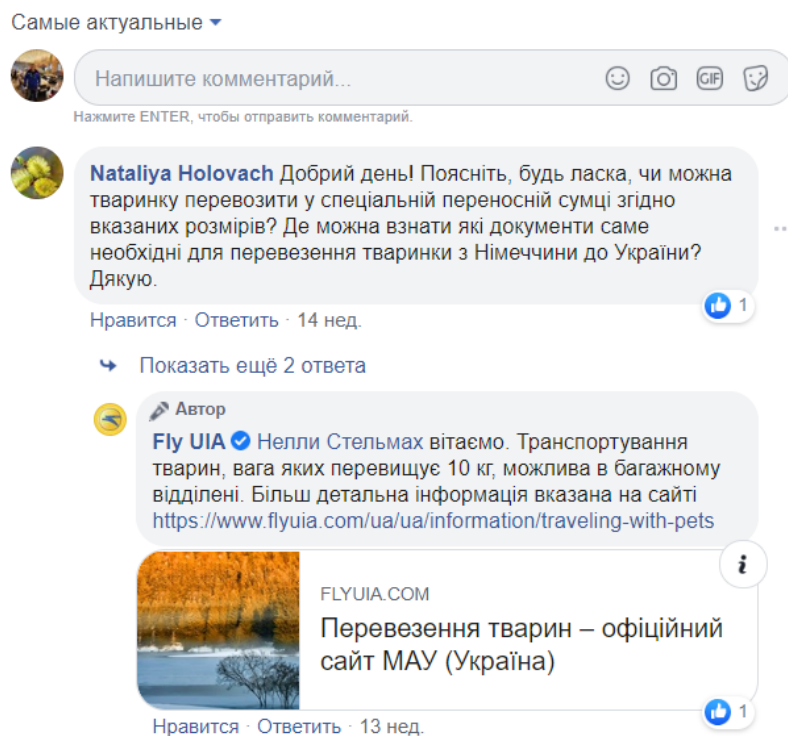 Самые актуальные
Напишите комментарий...
GIF
Нажмите ENTER, чтобы отправить комментарий.
Nataliya Holovach Добрий день! Поясніть, будь ласка, чи можна
тваринку перевозити у спеціальній переносній сумці згідно
вказаних розмірів? Де можна взнати які документи саме
необхідні для перевезення тваринки з Німеччини до України?
Дякую.
1
Нравится · Ответить · 14 нед.
Показать ещё 2 ответа
Автор
Fly UIA Нелли Стельмах вітаємо. Транспортування
тварин, вага яких перевищує 10 кг, можлива в багажному
відділені. Більш детальна інформація вказана на сайті
https://www.flyuia.com/ua/ua/information/traveling-with-pets
i
FLYUIA.COM
Перевезення тварин – офіційний
сайт МАУ (Україна)
1
Нравится · Ответить · 13 нед.